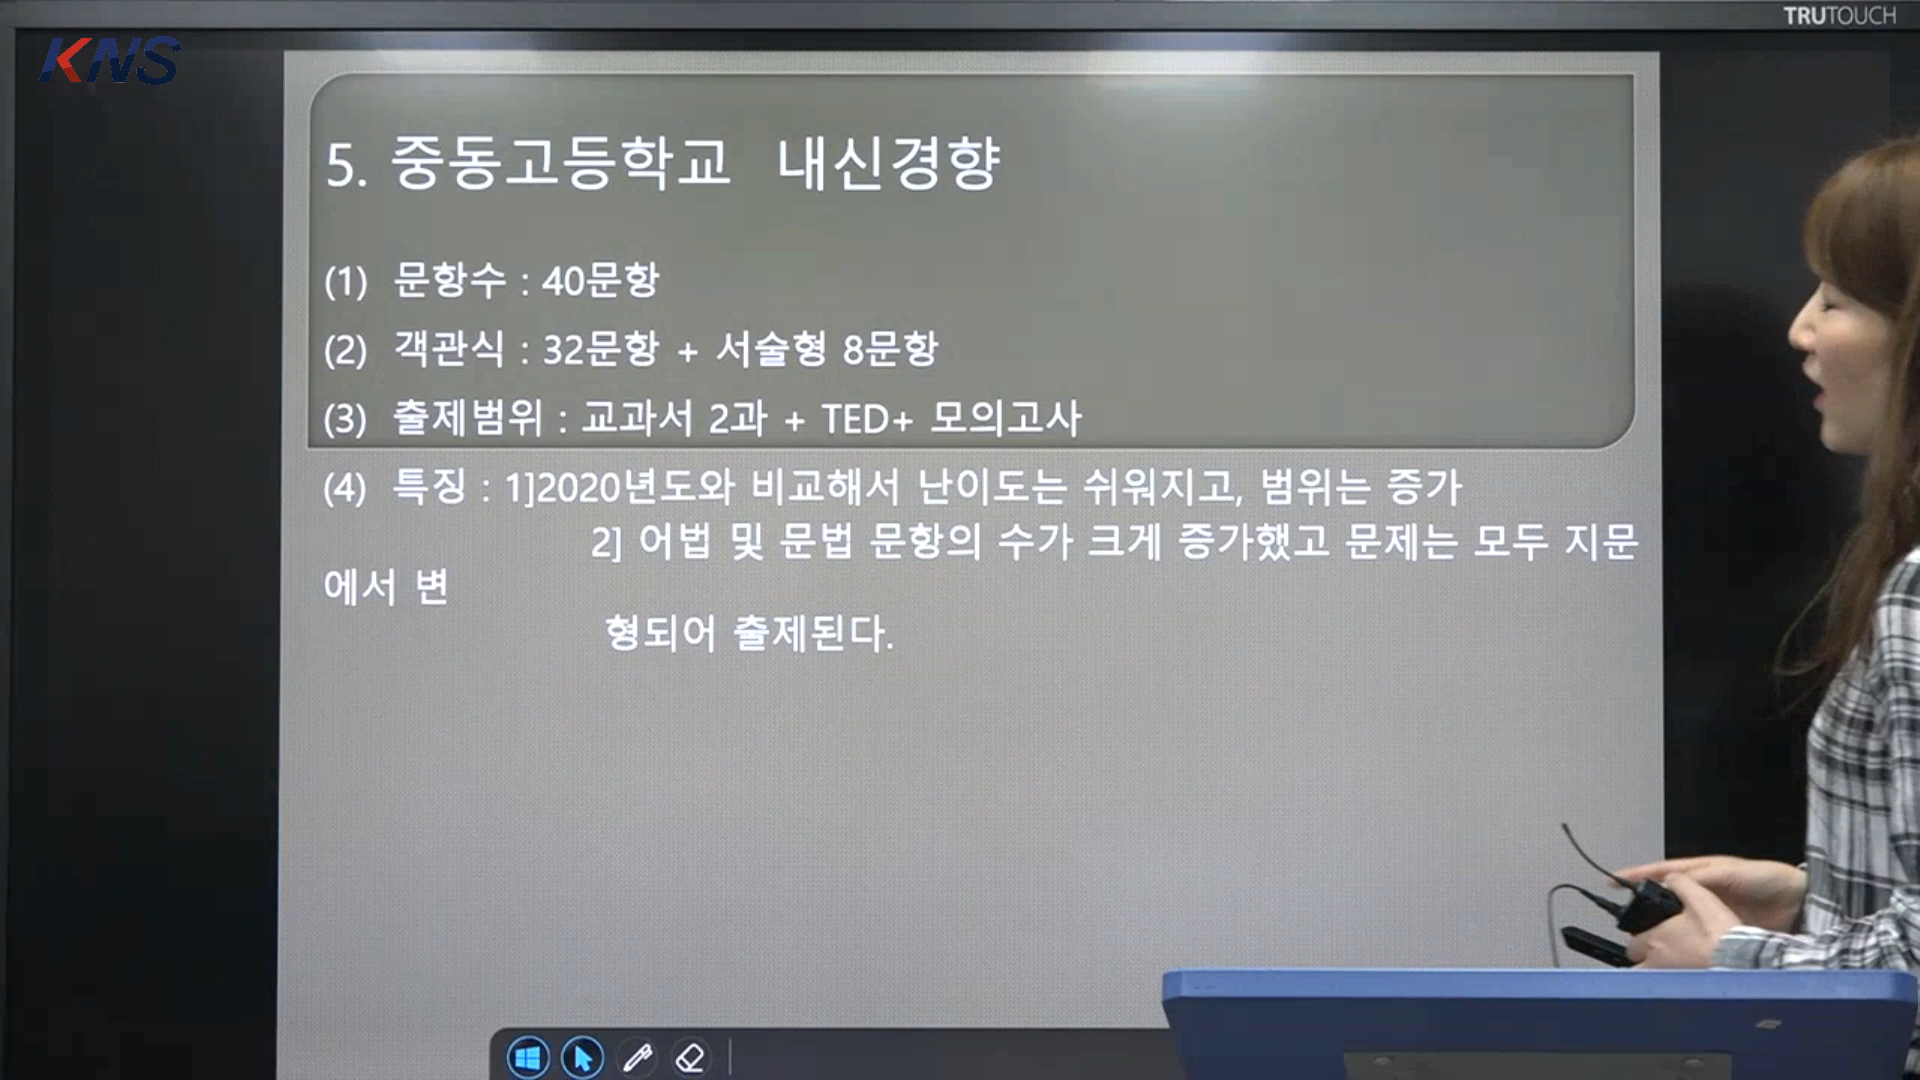 TRUTOUCH
KNS
5. 중동고등학교 내신경향
(1) 문항수 : 40문항
(2) 객관식 : 32문항 + 서술형 8문항
(3) 출제범위 : 교과서 2과 + TED+ 모의고사
(4) 특징 : 1]2020년도와 비교해서 난이도는 쉬워지고, 범위는 증가
2] 어법 및 문법 문항의 수가 크게 증가했고 문제는 모두 지문
에서 변
형되어 출제된다.